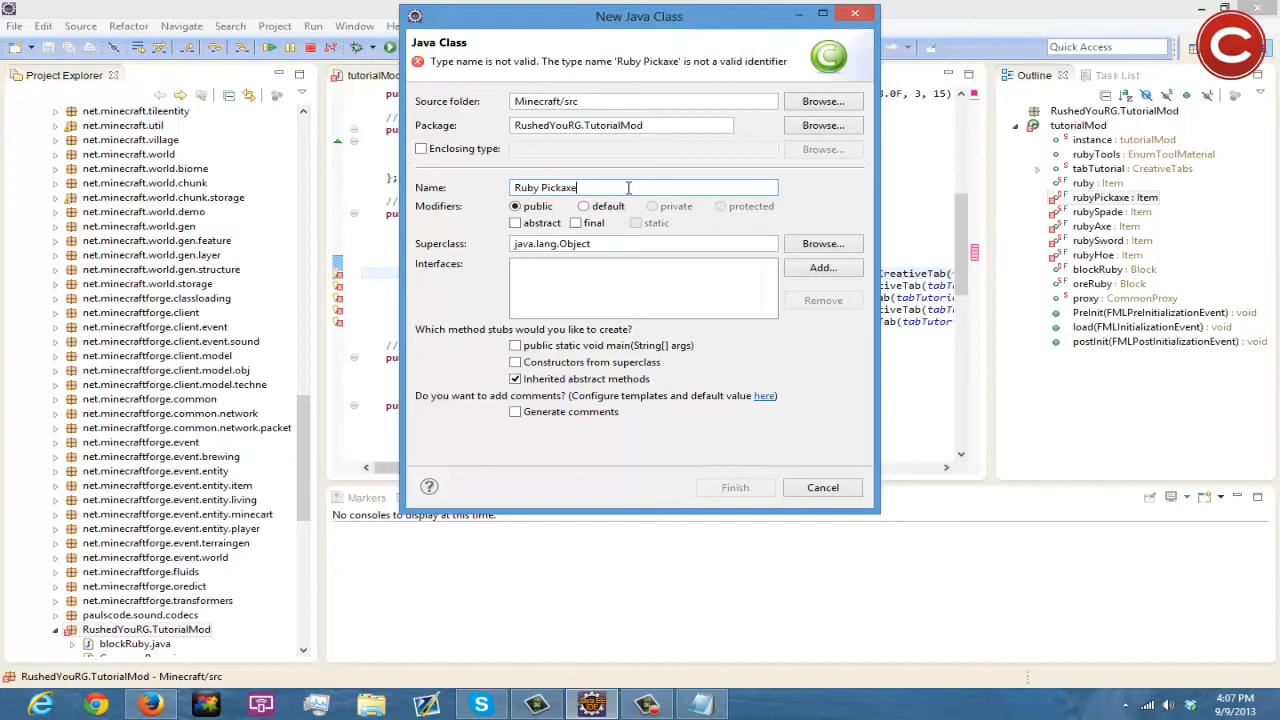 New Java Class
File Edit Source Refactor Navigate Search Project Run Window
Quick Access
Project Explorer
net.minecraft.tileentity
net.minecraft.util
net.minecraft.village
net.minecraft.world
net.minecraft.world.biome
net.minecraft.world.chunk
net.minecraft.world.chunk.storage
net.minecraft.world.demo
net.minecraft.world.gen
net.minecraft.world.gen.feature
net.minecraft.world.gen.layer
net.minecraft.world.gen.structure
net.minecraft.world.storage
net.minecraftforge.classloading
net.minecraftforge.client
net.minecraftforge.client.event
net.minecraftforge.client.event.sound
net.minecraftforge.client.model
net.minecraftforge.client.model.obj
net.minecraftforge.client.model.techne
net.minecraftforge.common
net.minecraftforge.common.network
net.minecraftforge.common.network.packet
net.minecraftforge.event
net.minecraftforge.event.brewing
net.minecraftforge.event.entity
net.minecraftforge.event.entity.item
net.minecraftforge.event.entity.living
net.minecraftforge.event.entity.minecart
net.minecraftforge.event.entity.player
net.minecraftforge.event.terraingen
net.minecraftforge.event.world
net.minecraftforge.fluids
net.minecraftforge.oredict
net.minecraftforge.transformers
paulscode.sound.codecs
RushedYouRG.TutorialMod
blockRuby.java
tutorialMod
pu
//
pu
};
//
pu
//
pu
pu
Java Class
Type name is not valid. The type name 'Ruby Pickaxe' is not a valid identifier
Source folder: Minecraft/src Browse...
Package: RushedYouRG.TutorialMod Browse...
Enclosing type: Browse...
Name: Ruby Pickaxe
Modifiers: public default private protected
abstract final static
Superclass: java.lang.Object Browse...
Interfaces: Add...
Remove
Which method stubs would you like to create?
public static void main(String[] args)
Constructors from superclass
Inherited abstract methods
Do you want to add comments? (Configure templates and default value here)
Generate comments
? Finish Cancel
.0F, 3, 15)
CreativeTab(
tiveTab(tabTutori
ab(tabTutoria
tiveTab(tabTutori
Outline Task List
RushedYouRG.TutorialMod
tutorialMod
instance : tutorialMod
rubyTools : EnumToolMaterial
tabTutorial : CreativeTabs
ruby : Item
rubyPickaxe : Item
rubySpade : Item
rubyAxe : Item
rubySword : Item
rubyHoe : Item
blockRuby : Block
oreRuby : Block
proxy : CommonProxy
PreInit(FMLPreInitializationEvent) : void
load(FMLInitializationEvent) : void
postInit(FMLPostInitializationEvent) : void
Markers
No consoles to display at this time.
RushedYouRG.TutorialMod - Minecraft/src
4:07 PM
9/9/2013